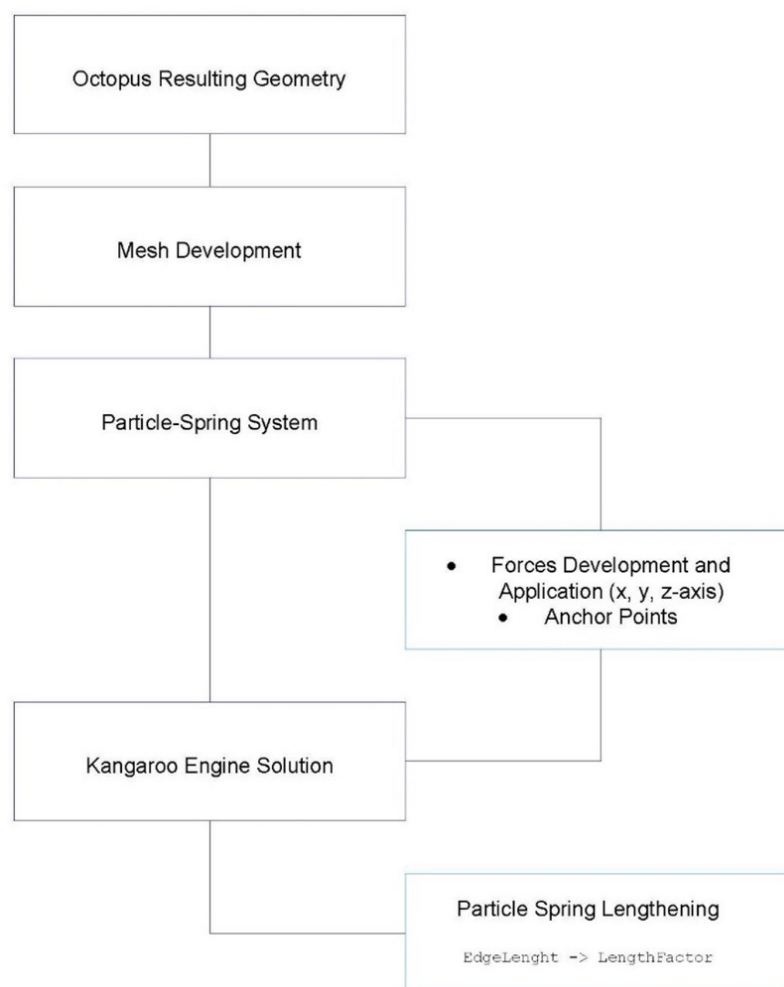 Octopus Resulting Geometry
Mesh Development
Particle-Spring System
• Forces Development and
Application (x, y, z-axis)
• Anchor Points
Kangaroo Engine Solution
Particle Spring Lengthening
EdgeLenght -> LengthFactor